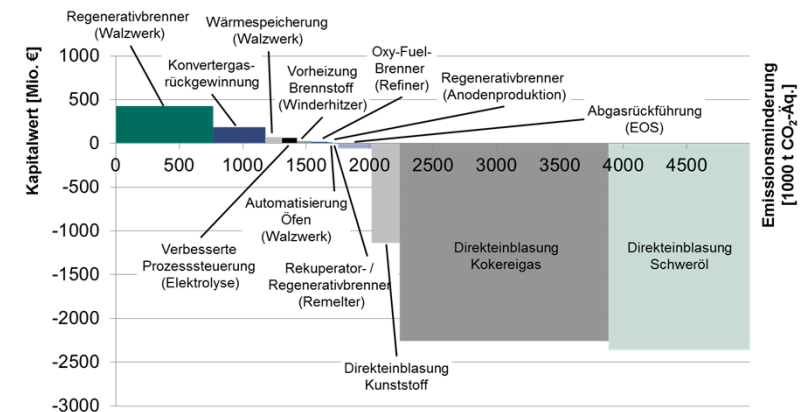 Regenerativbrenner
(Walzwerk)
Wärmespeicherung
(Walzwerk)
Konvertergas-
rückgewinnung
Vorheizung
Brennstoff
(Winderhitzer)
Oxy-Fuel-
Brenner
(Refiner)
Regenerativbrenner
(Anodenproduktion)
Abgasrückführung
(EOS)
Kapitalwert [Mio. €]
1000
500
0
-500
-1000
-1500
-2000
-2500
-3000
0 500 1000 1500 2000 2500 3000 3500 4000 4500
Emissionsminderung
[1000 t CO₂-Äq.]
Automatisierung
Öfen
(Walzwerk)
Verbesserte
Prozesssteuerung
(Elektrolyse)
Rekuperator- /
Regenerativbrenner
(Remelter)
Direkteinblasung
Kunststoff
Direkteinblasung
Kokereigas
Direkteinblasung
Schweröl